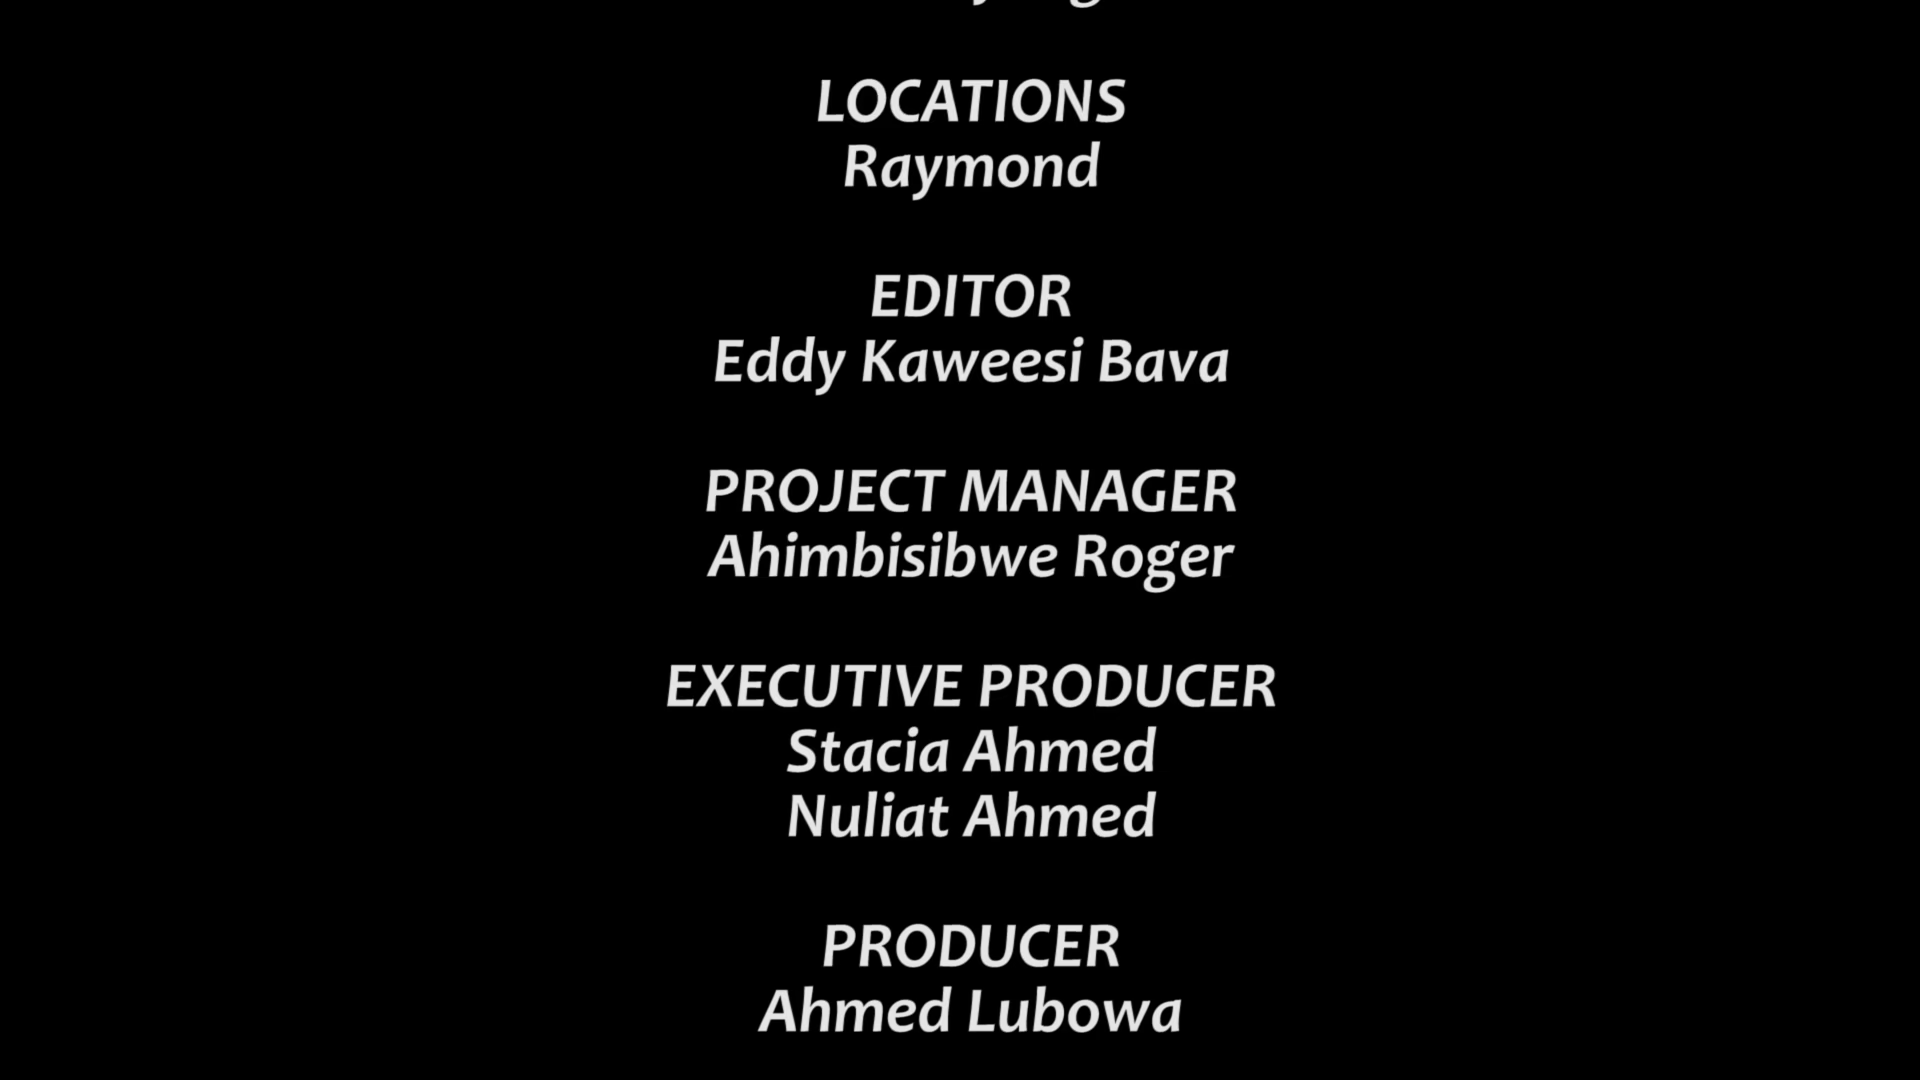 LOCATIONS
Raymond
EDITOR
Eddy Kaweesi Bava
PROJECT MANAGER
Ahimbisibwe Roger
EXECUTIVE PRODUCER
Stacia Ahmed
Nuliat Ahmed
PRODUCER
Ahmed Lubowa